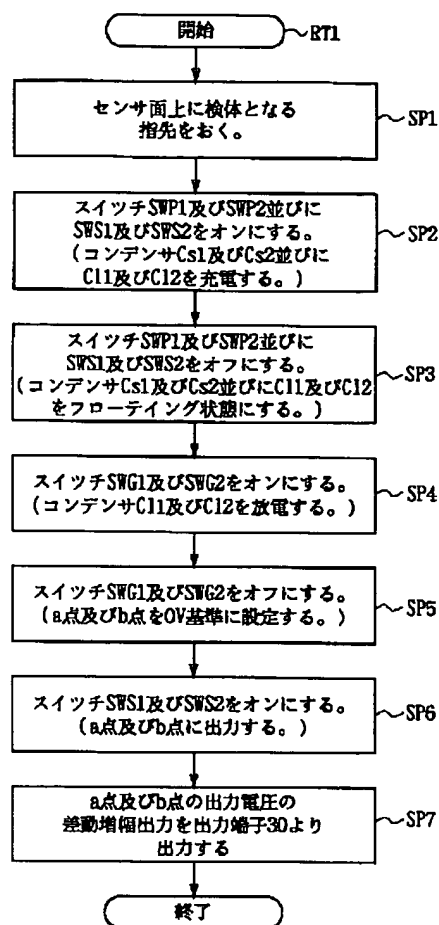 開始
RT1
センサ面上に検体となる
指先をおく。
SP1
スイッチSWP1及びSWP2並びに
SWS1及びSWS2をオンにする。
(コンデンサCs1及びCs2並びに
Cl1及びCl2を充電する。)
SP2
スイッチSWP1及びSWP2並びに
SWS1及びSWS2をオフにする。
(コンデンサCs1及びCs2並びにCl1及びCl2
をフローティング状態にする。)
SP3
スイッチSWG1及びSWG2をオンにする。
(コンデンサCl1及びCl2を放電する。)
SP4
スイッチSWG1及びSWG2をオフにする。
(a点及びb点を0V基準に設定する。)
SP5
スイッチSWS1及びSWS2をオンにする。
(a点及びb点に出力する。)
SP6
a点及びb点の出力電圧の
差動増幅出力を出力端子30より
出力する
SP7
終了